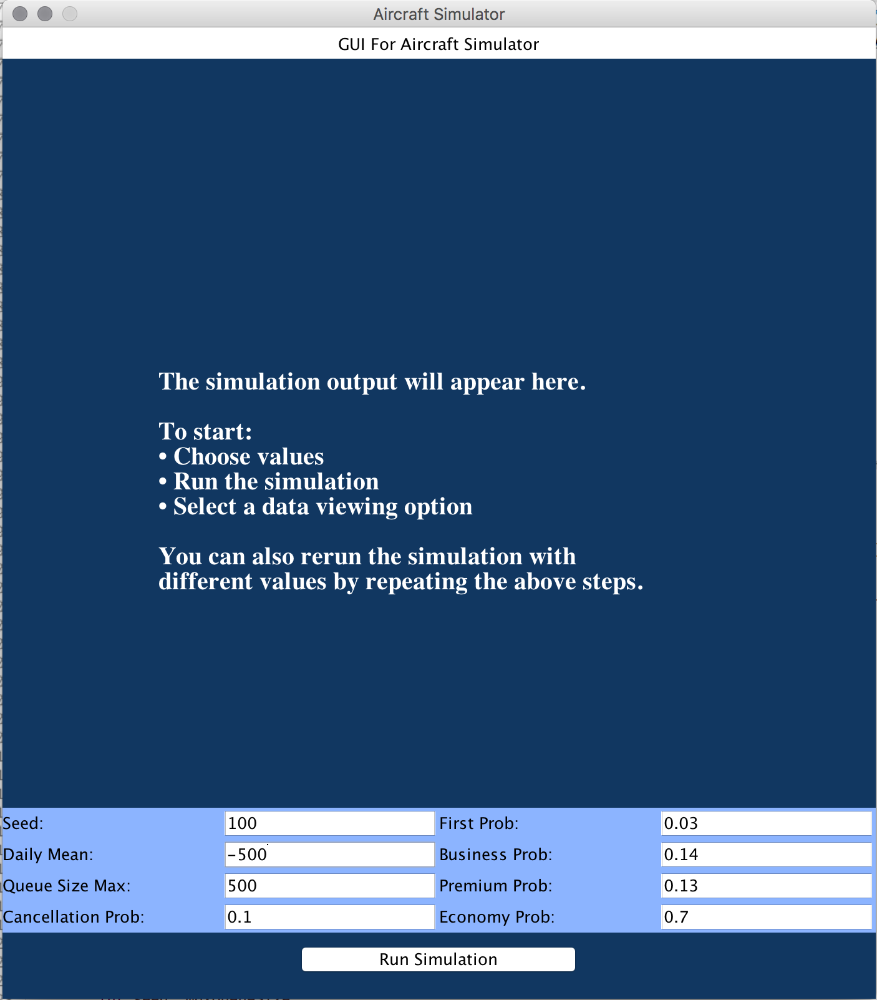 Aircraft Simulator
GUI For Aircraft Simulator
The simulation output will appear here.
To start:
• Choose values
• Run the simulation
• Select a data viewing option
You can also rerun the simulation with
different values by repeating the above steps.
Seed: 100 First Prob: 0.03
Daily Mean: -500 Business Prob: 0.14
Queue Size Max: 500 Premium Prob: 0.13
Cancellation Prob: 0.1 Economy Prob: 0.7
Run Simulation